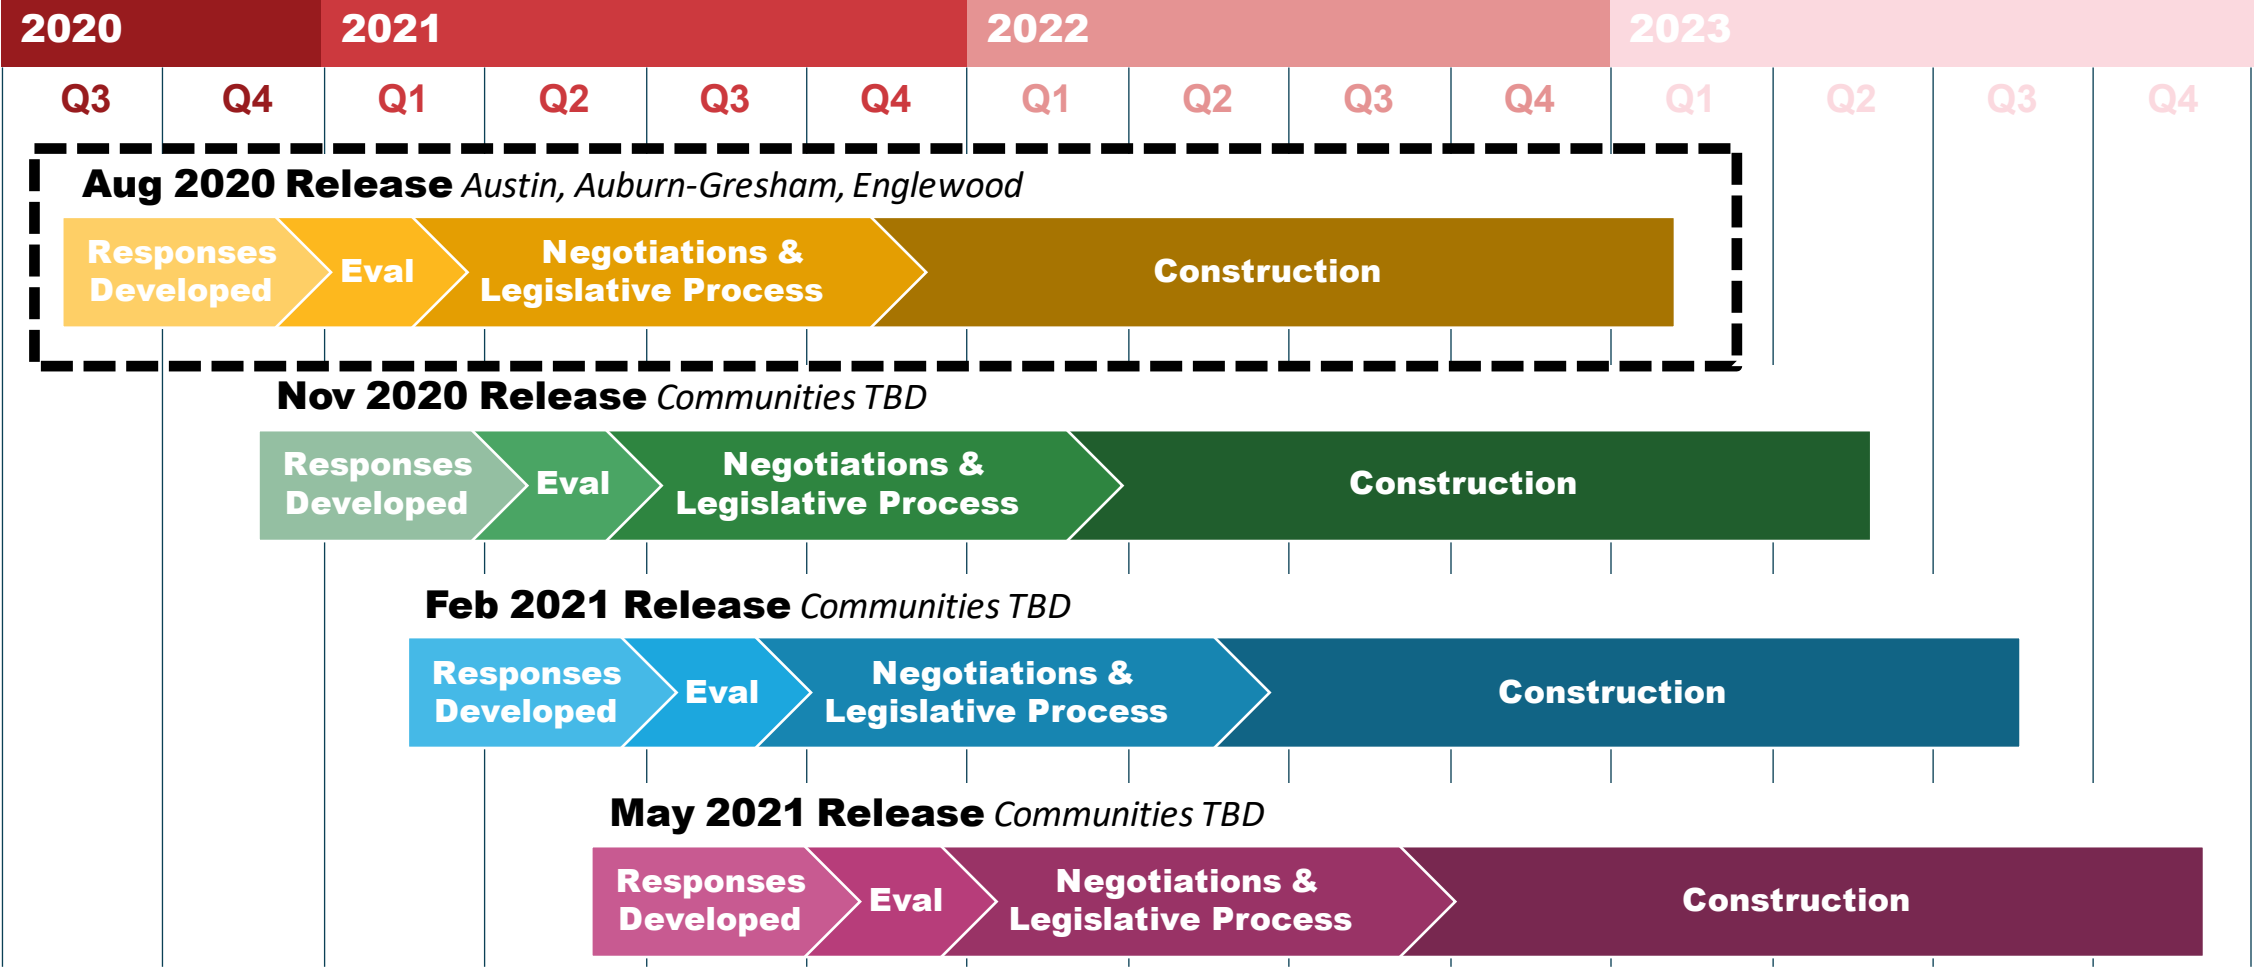 2020 2021 2022 2023
Q3 Q4 Q1 Q2 Q3 Q4 Q1 Q2 Q3 Q4 Q1 Q2 Q3 Q4
Aug 2020 Release Austin, Auburn-Gresham, Englewood
Responses
Developed
Eval
Negotiations &
Legislative Process
Construction
Nov 2020 Release Communities TBD
Responses
Developed
Eval
Negotiations &
Legislative Process
Construction
Feb 2021 Release Communities TBD
Responses
Developed
Eval
Negotiations &
Legislative Process
Construction
May 2021 Release Communities TBD
Responses
Developed
Eval
Negotiations &
Legislative Process
Construction